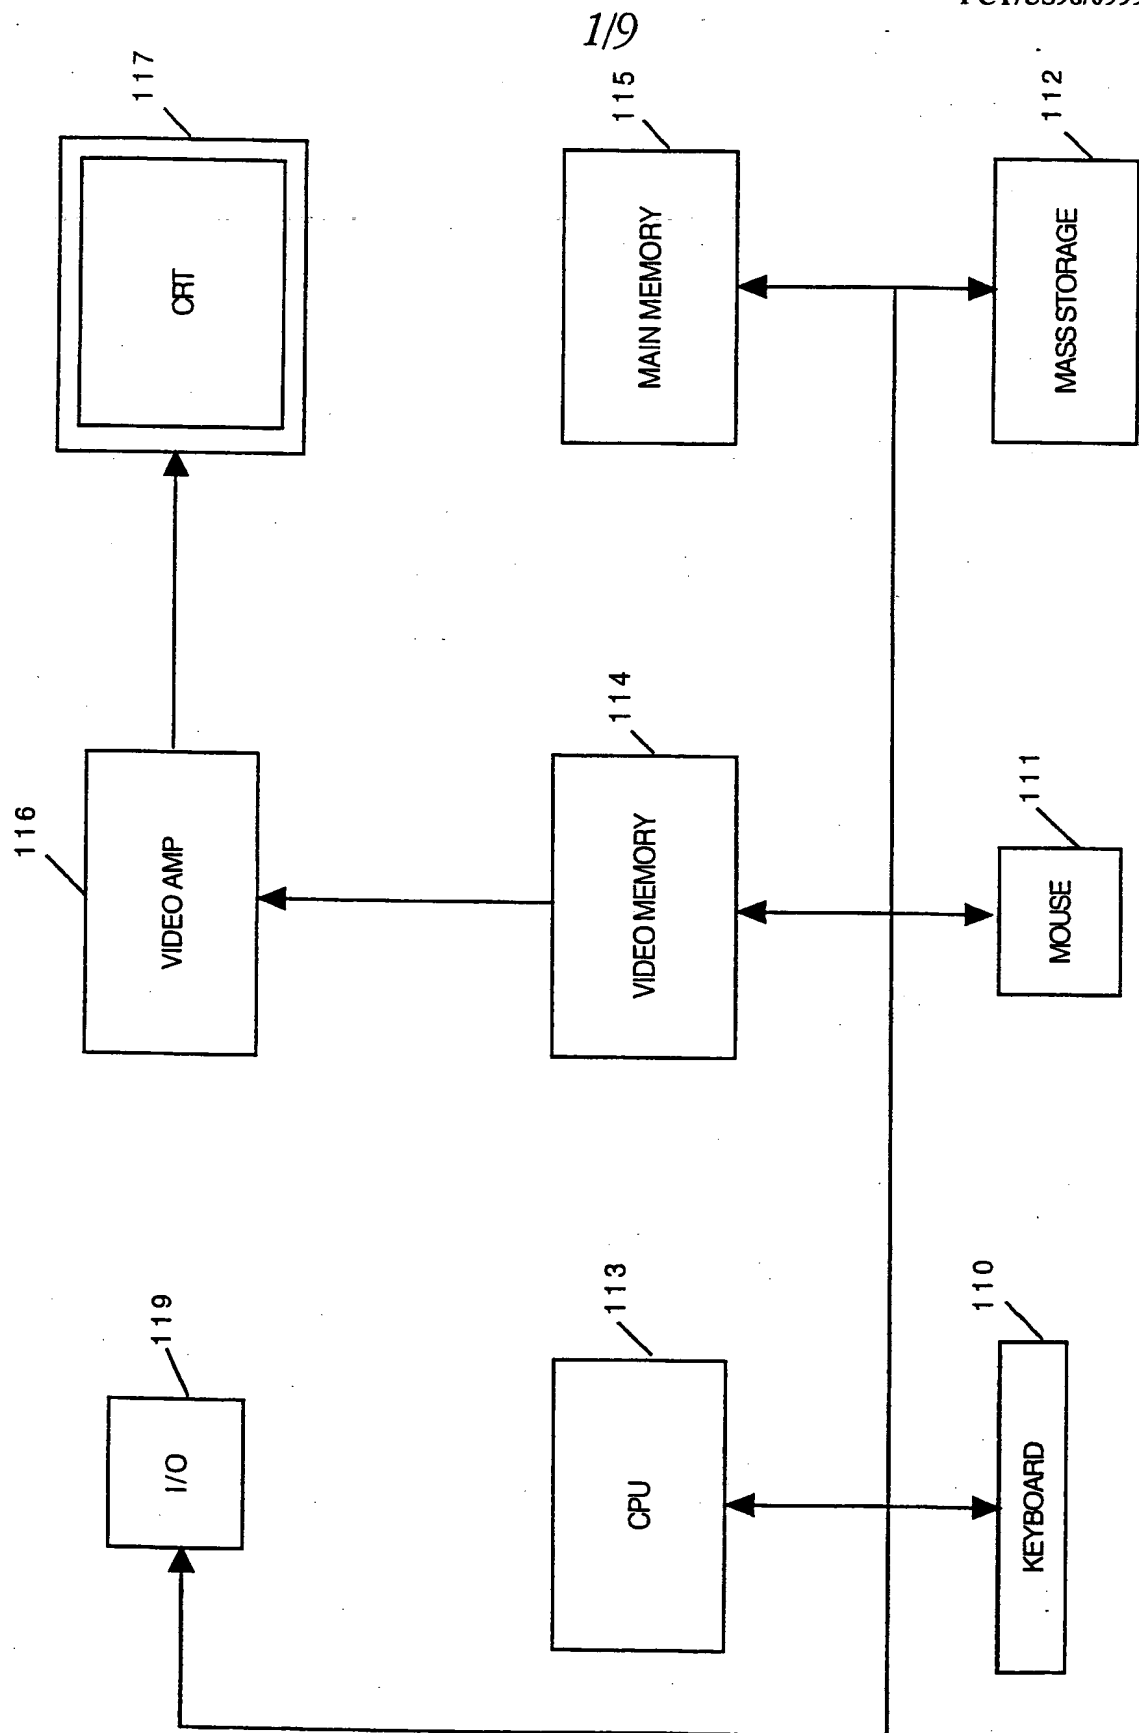 1/9
117
CRT
115
MAIN MEMORY
112
MASS STORAGE
116
VIDEO AMP
114
VIDEO MEMORY
111
MOUSE
119
I/O
113
CPU
110
KEYBOARD